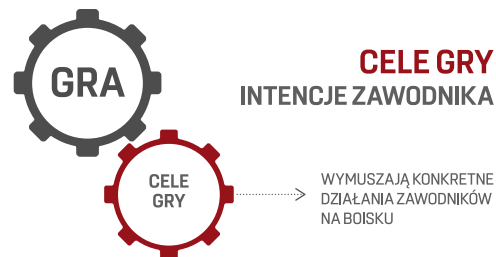 GRA
CELE GRY
INTENCJE ZAWODNIKA
CELE
GRY
WYMUSZAJĄ KONKRETNE
DZIAŁANIA ZAWODNIKÓW
NA BOISKU